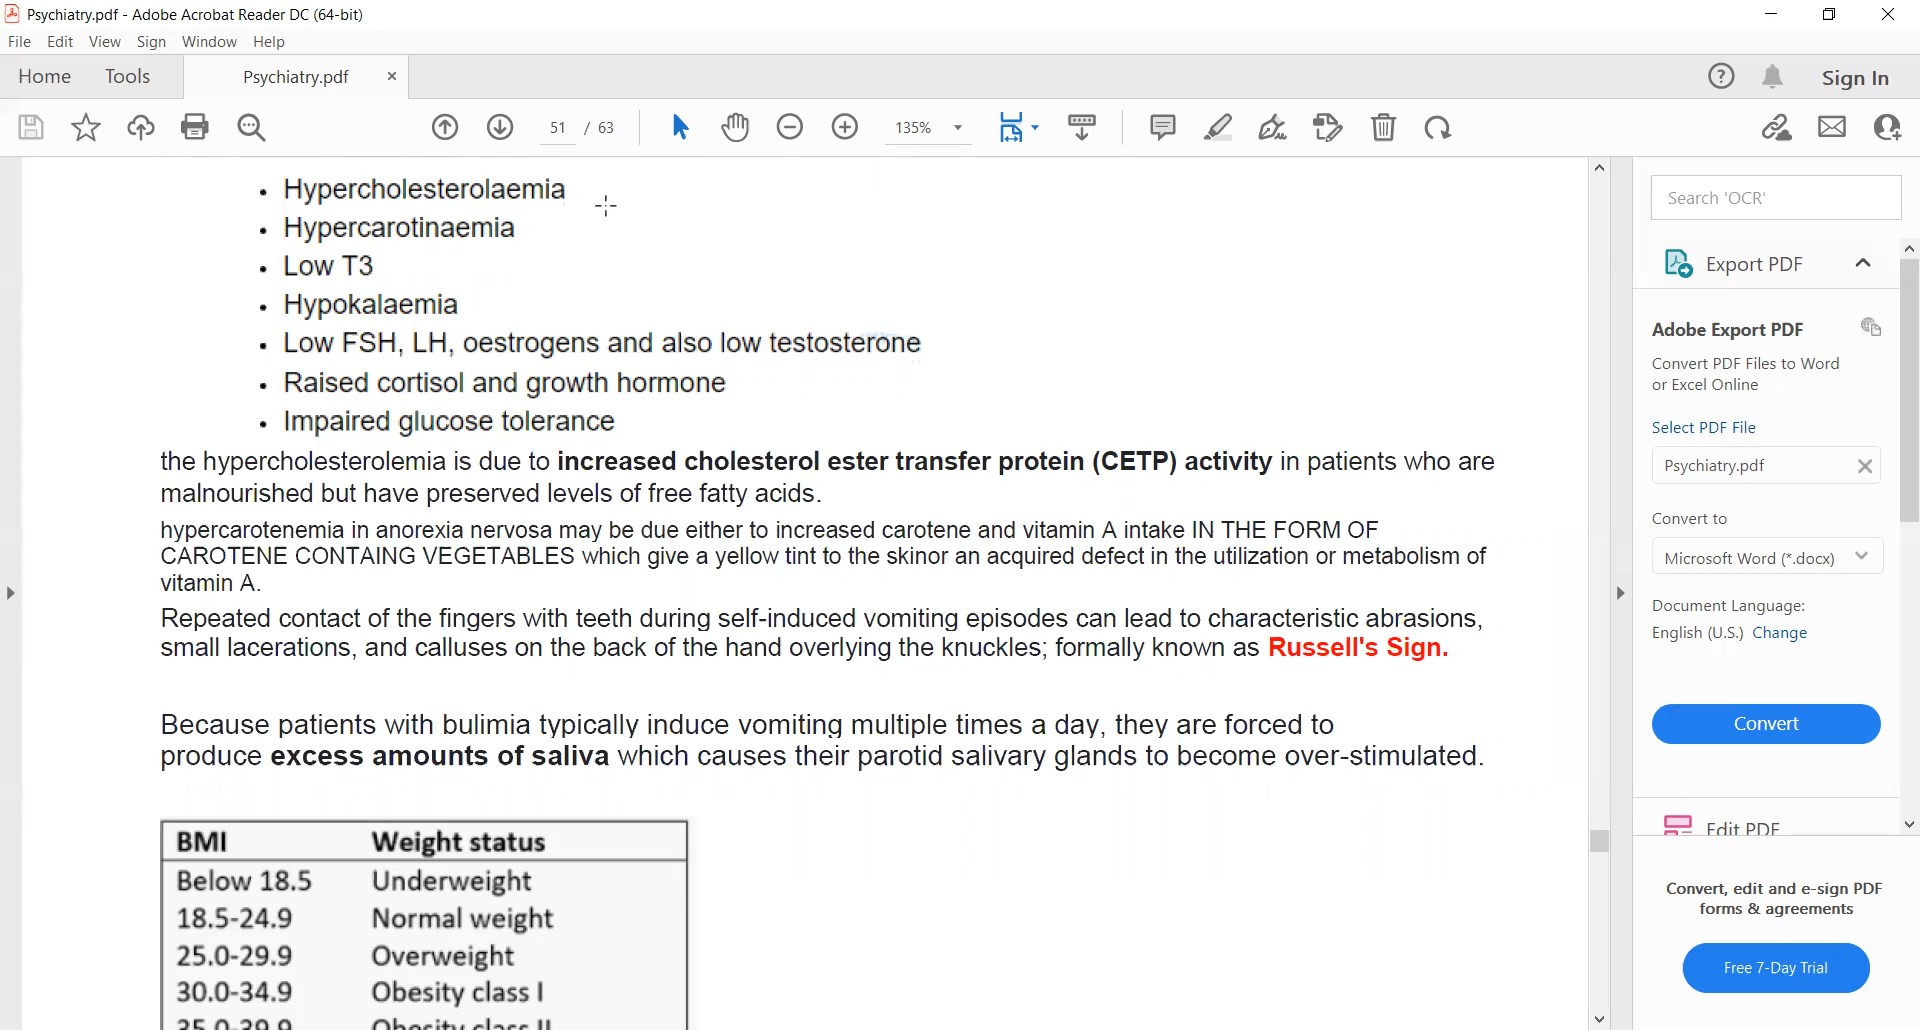 Psychiatry.pdf - Adobe Acrobat Reader DC (64-bit)
File Edit View Sign Window Help
Home Tools Psychiatry.pdf × Sign In
51 / 63 135%
• Hypercholesterolaemia
• Hypercarotinaemia
• Low T3
• Hypokalaemia
• Low FSH, LH, oestrogens and also low testosterone
• Raised cortisol and growth hormone
• Impaired glucose tolerance
the hypercholesterolemia is due to increased cholesterol ester transfer protein (CETP) activity in patients who are
malnourished but have preserved levels of free fatty acids.
hypercarotenemia in anorexia nervosa may be due either to increased carotene and vitamin A intake IN THE FORM OF
CAROTENE CONTAING VEGETABLES which give a yellow tint to the skinor an acquired defect in the utilization or metabolism of
vitamin A.
Repeated contact of the fingers with teeth during self-induced vomiting episodes can lead to characteristic abrasions,
small lacerations, and calluses on the back of the hand overlying the knuckles; formally known as Russell's Sign.
Because patients with bulimia typically induce vomiting multiple times a day, they are forced to
produce excess amounts of saliva which causes their parotid salivary glands to become over-stimulated.
BMI Weight status
Below 18.5 Underweight
18.5-24.9 Normal weight
25.0-29.9 Overweight
30.0-34.9 Obesity class I
35.0-39.9 Obesity class II
Search 'OCR'
Export PDF
Adobe Export PDF
Convert PDF Files to Word
or Excel Online
Select PDF File
Psychiatry.pdf
Convert to
Microsoft Word (*.docx)
Document Language:
English (U.S.) Change
Convert
Edit PDF
Convert, edit and e-sign PDF
forms & agreements
Free 7-Day Trial